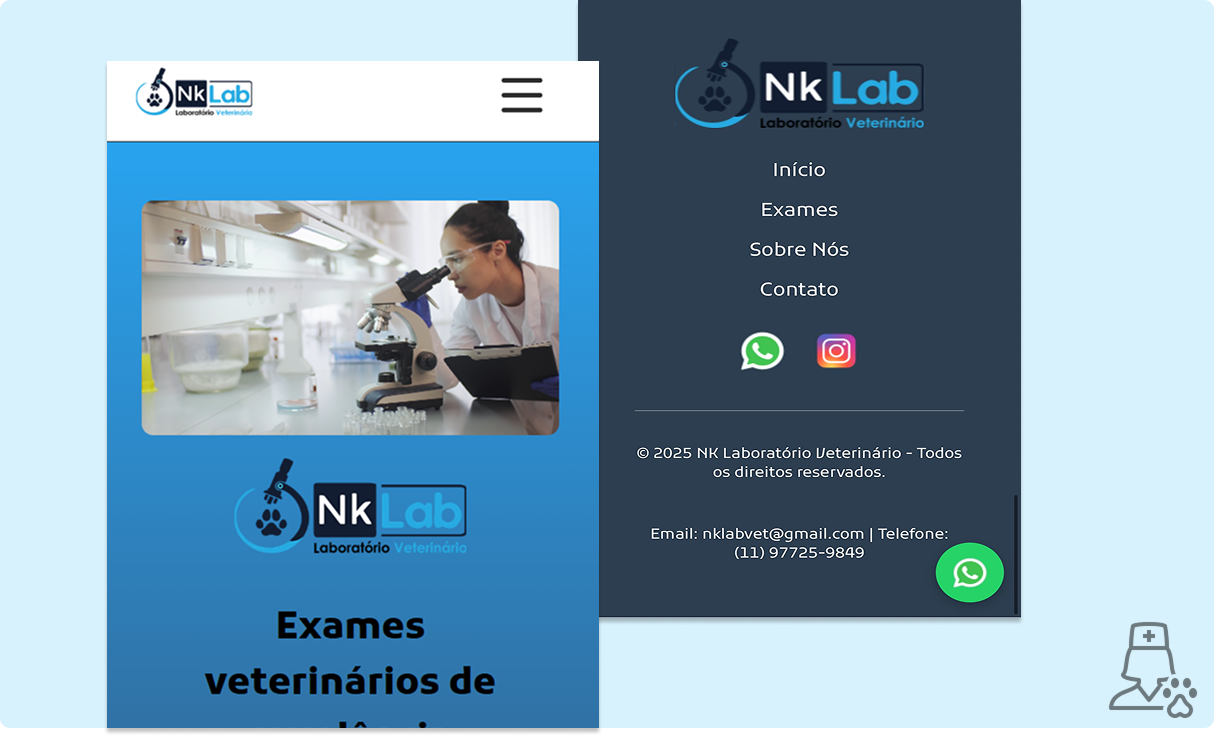 NkLab
Laboratório Veterinário
NkLab
Laboratório Veterinário
Exames
veterinários de
NkLab
Laboratório Veterinário
Início
Exames
Sobre Nós
Contato
© 2025 NK Laboratório Veterinário - Todos
os direitos reservados.
Email: nklabvet@gmail.com | Telefone:
(11) 97725-9849